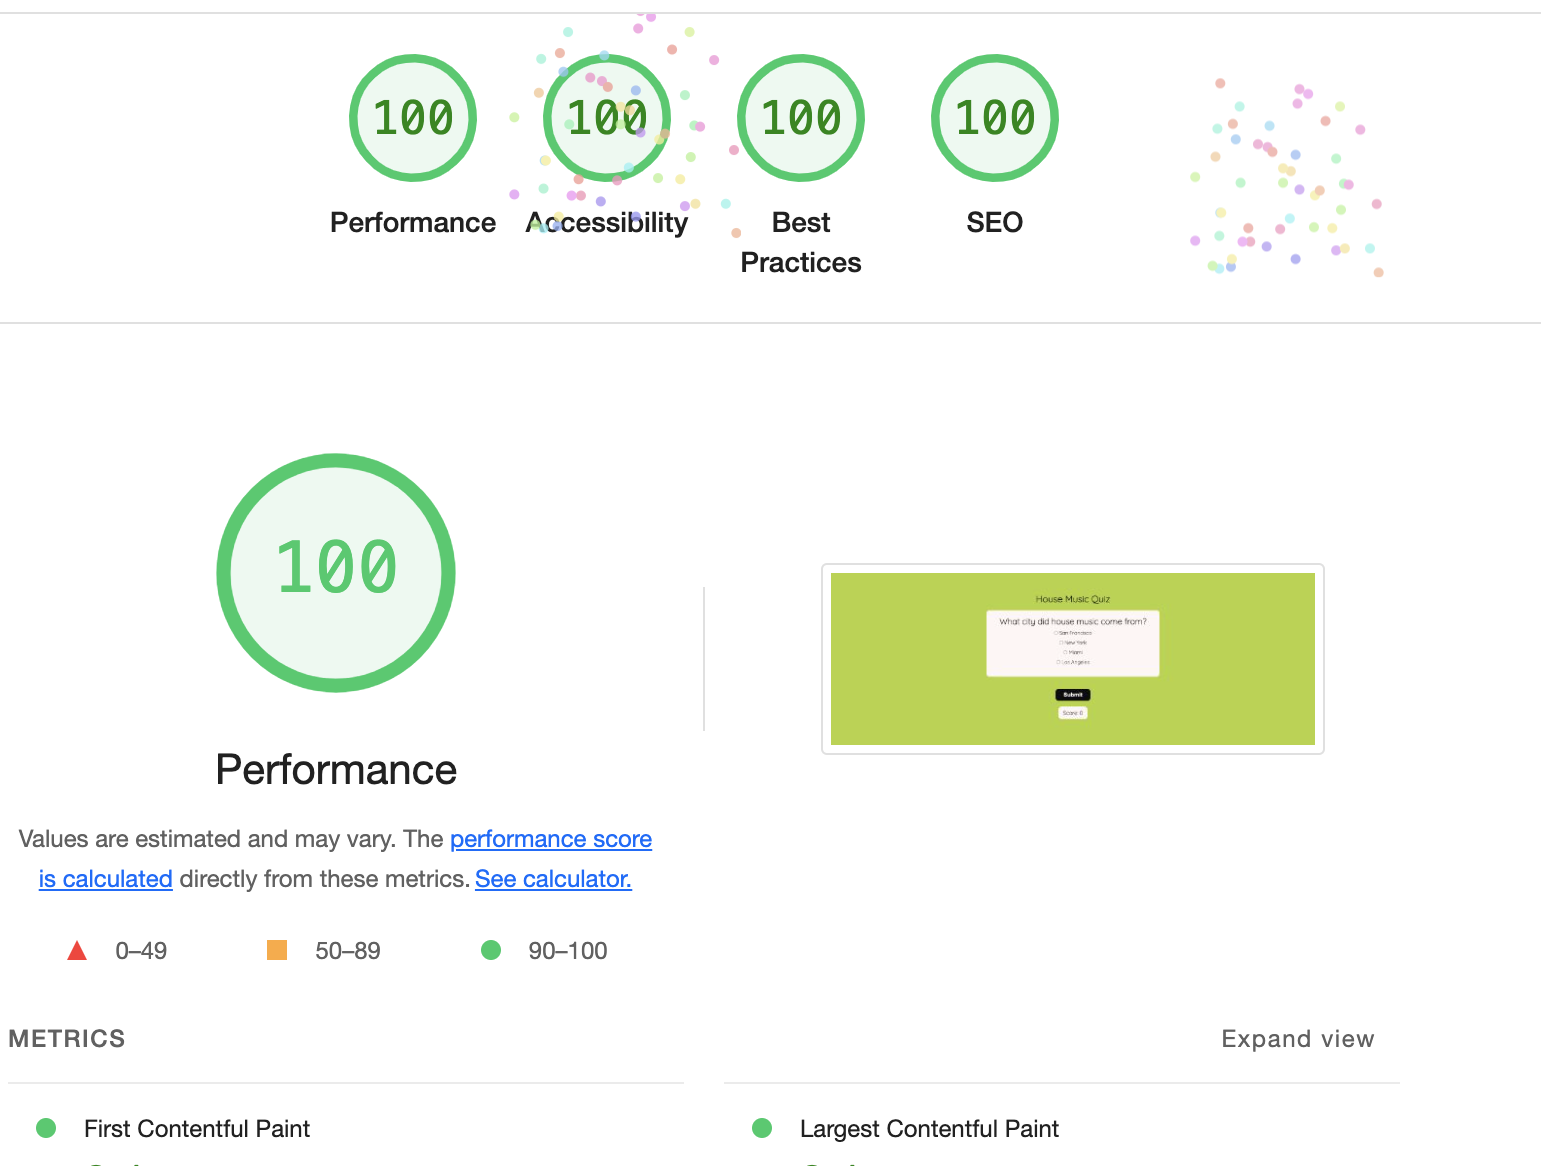 100
100
100
100
Performance
Accessibility
Best
Practices
SEO
100
Performance
Values are estimated and may vary. The performance score
is calculated directly from these metrics. See calculator.
0–49
50–89
90–100
House Music Quiz
What city did house music come from?
San Francisco
New York
Miami
Los Angeles
Submit
Score: 0
METRICS
Expand view
First Contentful Paint
Largest Contentful Paint